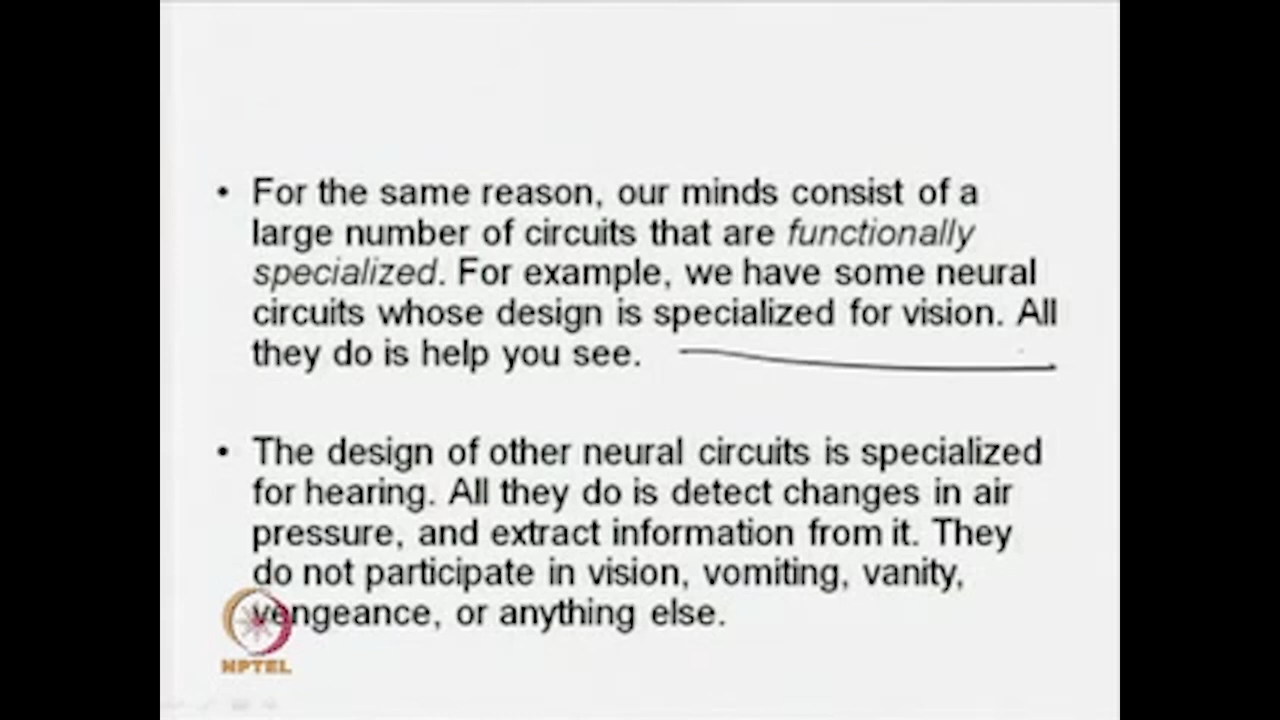 • For the same reason, our minds consist of a
large number of circuits that are functionally
specialized. For example, we have some neural
circuits whose design is specialized for vision. All
they do is help you see.
• The design of other neural circuits is specialized
for hearing. All they do is detect changes in air
pressure, and extract information from it. They
do not participate in vision, vomiting, vanity,
vengeance, or anything else.
NPTEL